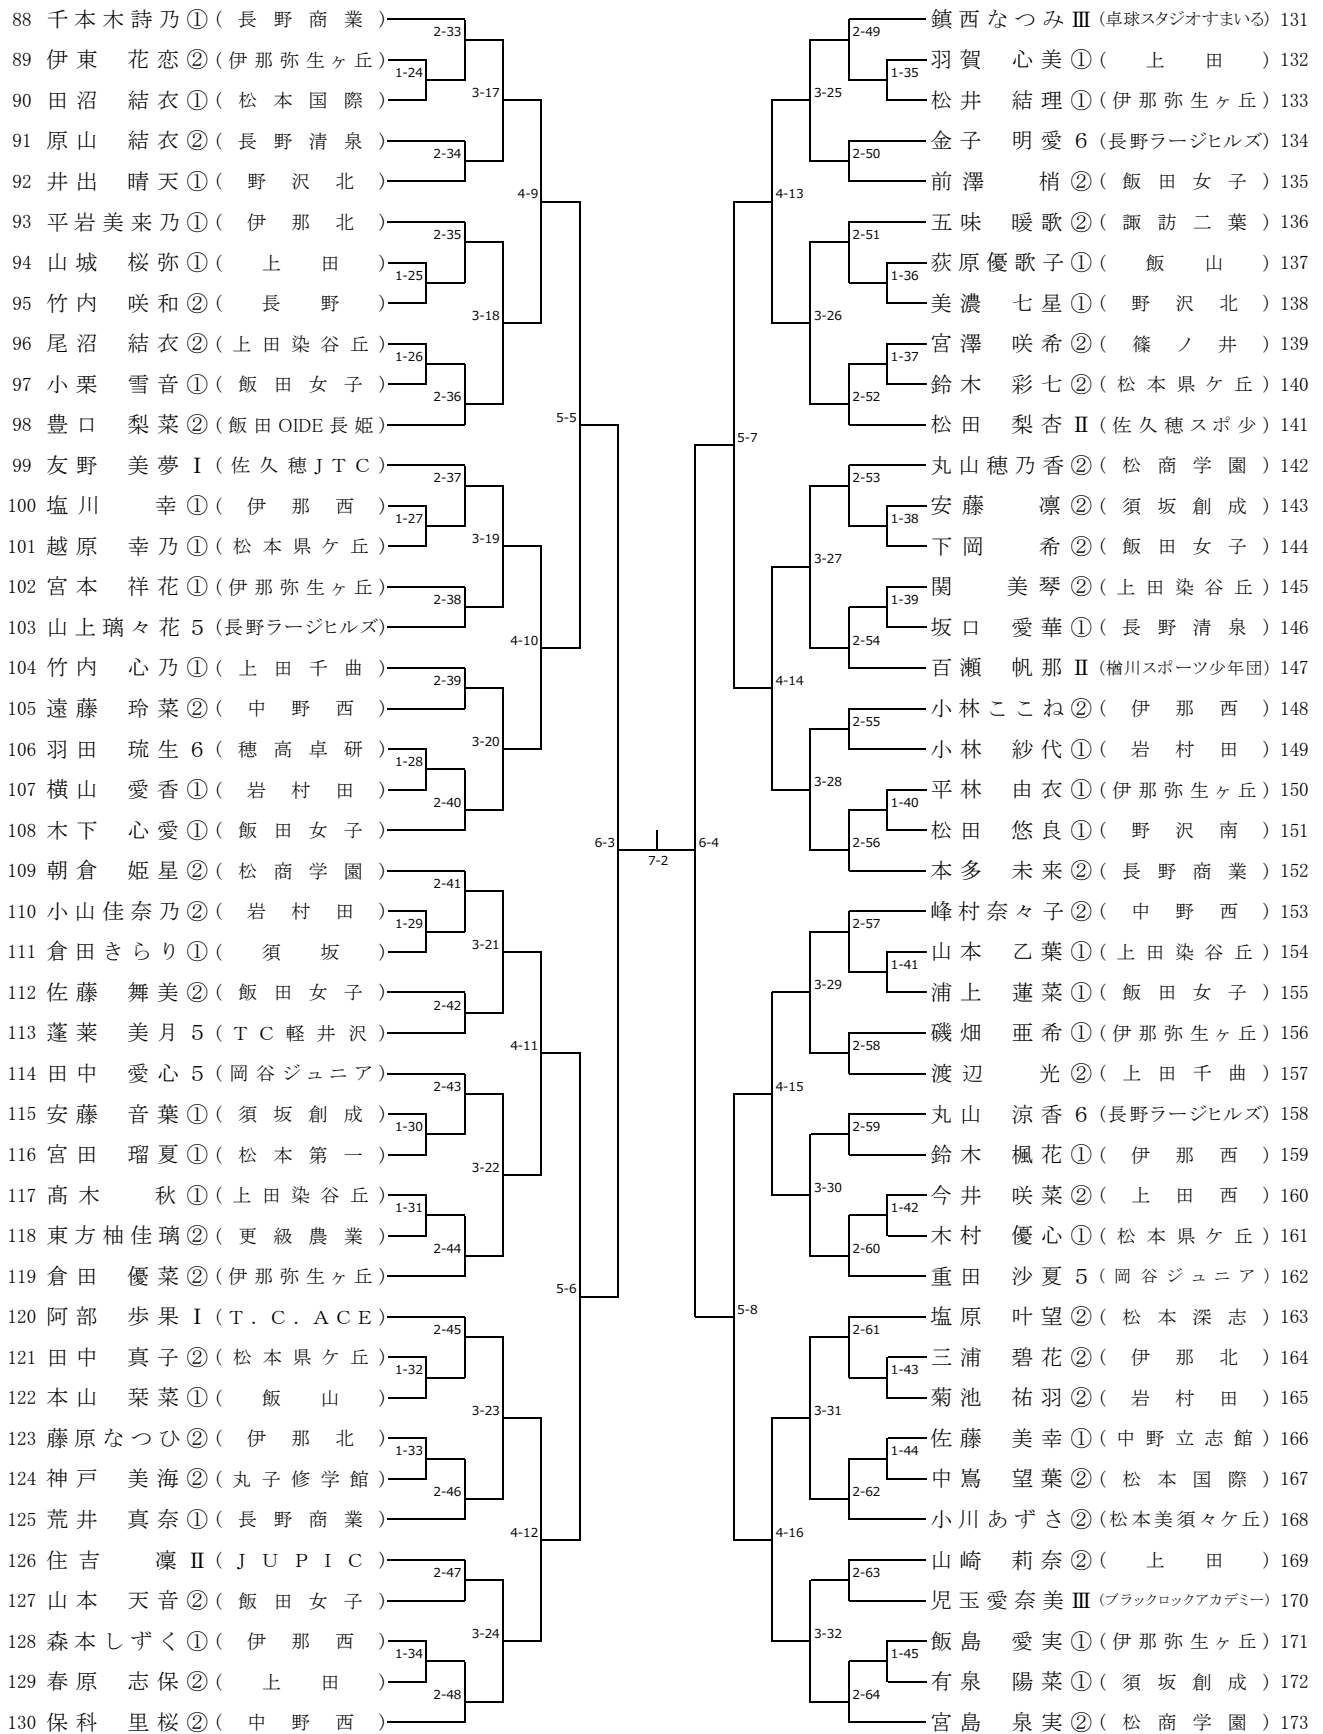 88 千本木詩乃①(長野商業)
2-33
89 伊東 花恋②(伊那弥生ヶ丘)
1-24
90 田沼 結衣①(松本国際)
3-17
91 原山 結衣②(長野清泉)
2-34
92 井出 晴天①(野沢北)
4-9
93 平岩美来乃①(伊那北)
2-35
94 山城 桜弥①(上田)
1-25
95 竹内 咲和②(長野)
3-18
96 尾沼 結衣②(上田染谷丘)
1-26
97 小栗 雪音①(飯田女子)
2-36
98 豊口 梨菜②(飯田OIDE長姫)
5-5
99 友野 美夢Ⅰ(佐久穂JTC)
2-37
100 塩川 幸①(伊那西)
1-27
101 越原 幸乃①(松本県ケ丘)
3-19
102 宮本 祥花①(伊那弥生ヶ丘)
2-38
103 山上璃々花5(長野ラージヒルズ)
4-10
104 竹内 心乃①(上田千曲)
2-39
105 遠藤 玲菜②(中野西)
106 羽田 琉生6(穂高卓研)
3-20
1-28
107 横山 愛香①(岩村田)
2-40
108 木下 心愛①(飯田女子)
6-3
109 朝倉 姫星②(松商学園)
2-41
110 小山佳奈乃②(岩村田)
1-29
111 倉田きらり①(須坂)
3-21
112 佐藤 舞美②(飯田女子)
2-42
113 蓬莱 美月5(TC軽井沢)
4-11
114 田中 愛心5(岡谷ジュニア)
2-43
115 安藤 音葉①(須坂創成)
1-30
116 宮田 瑠夏①(松本第一)
3-22
117 髙木 秋①(上田染谷丘)
1-31
118 東方柚佳璃②(更級農業)
2-44
119 倉田 優菜②(伊那弥生ヶ丘)
5-6
120 阿部 歩果Ⅰ(T.C.ACE)
2-45
121 田中 真子②(松本県ケ丘)
1-32
122 本山 栞菜①(飯山)
3-23
123 藤原なつひ②(伊那北)
1-33
124 神戸 美海②(丸子修学館)
2-46
125 荒井 真奈①(長野商業)
4-12
126 住吉 凜Ⅱ(JUPIC)
2-47
127 山本 天音②(飯田女子)
3-24
128 森本しずく①(伊那西)
1-34
129 春原 志保②(上田)
2-48
130 保科 里桜②(中野西)
7-2
鎮西なつみⅢ(卓球スタジオすまいる) 131
2-49
羽賀 心美①(上田) 132
1-35
松井 結理①(伊那弥生ヶ丘) 133
3-25
金子 明愛6(長野ラージヒルズ) 134
2-50
前澤 梢②(飯田女子) 135
4-13
五味 暖歌②(諏訪二葉) 136
2-51
荻原優歌子①(飯山) 137
1-36
美濃 七星①(野沢北) 138
3-26
宮澤 咲希②(篠ノ井) 139
1-37
鈴木 彩七②(松本県ケ丘) 140
2-52
松田 梨杏Ⅱ(佐久穂スポ少) 141
5-7
丸山穂乃香②(松商学園) 142
2-53
安藤 凛②(須坂創成) 143
1-38
下岡 希②(飯田女子) 144
3-27
関 美琴②(上田染谷丘) 145
1-39
坂口 愛華①(長野清泉) 146
2-54
百瀬 帆那Ⅱ(楢川スポーツ少年団) 147
4-14
小林ここね②(伊那西) 148
2-55
小林 紗代①(岩村田) 149
3-28
平林 由衣①(伊那弥生ヶ丘) 150
1-40
松田 悠良①(野沢南) 151
2-56
本多 未来②(長野商業) 152
6-4
峰村奈々子②(中野西) 153
2-57
山本 乙葉①(上田染谷丘) 154
1-41
浦上 蓮菜①(飯田女子) 155
3-29
磯畑 亜希①(伊那弥生ヶ丘) 156
2-58
渡辺 光②(上田千曲) 157
4-15
丸山 涼香6(長野ラージヒルズ) 158
2-59
鈴木 楓花①(伊那西) 159
3-30
今井 咲菜②(上田西) 160
1-42
木村 優心①(松本県ケ丘) 161
2-60
重田 沙夏5(岡谷ジュニア) 162
5-8
塩原 叶望②(松本深志) 163
2-61
三浦 碧花②(伊那北) 164
1-43
菊池 祐羽②(岩村田) 165
3-31
佐藤 美幸①(中野立志館) 166
1-44
中嶌 望葉②(松本国際) 167
2-62
小川あずさ②(松本美須々ケ丘) 168
4-16
山崎 莉奈②(上田) 169
2-63
児玉愛奈美Ⅲ(ブラックロックアカデミー) 170
3-32
飯島 愛実①(伊那弥生ヶ丘) 171
1-45
有泉 陽菜①(須坂創成) 172
2-64
宮島 泉実②(松商学園) 173